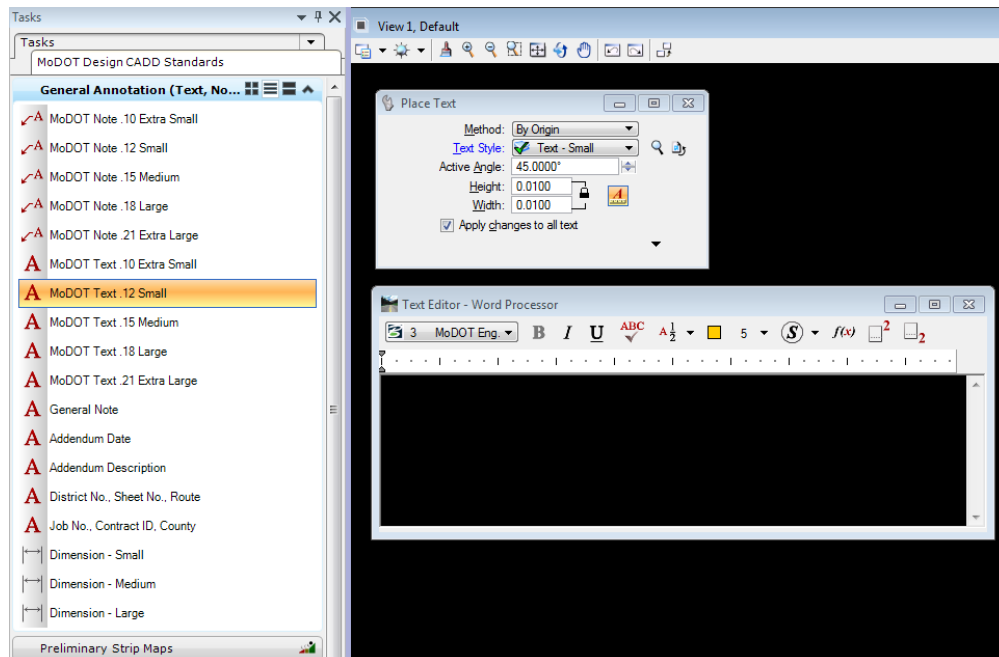 Tasks
Tasks
MoDOT Design CADD Standards
General Annotation (Text, No...
MoDOT Note .10 Extra Small
MoDOT Note .12 Small
MoDOT Note .15 Medium
MoDOT Note .18 Large
MoDOT Note .21 Extra Large
MoDOT Text .10 Extra Small
MoDOT Text .12 Small
MoDOT Text .15 Medium
MoDOT Text .18 Large
MoDOT Text .21 Extra Large
General Note
Addendum Date
Addendum Description
District No., Sheet No., Route
Job No., Contract ID, County
Dimension - Small
Dimension - Medium
Dimension - Large
Preliminary Strip Maps
View 1, Default
Place Text
Method: By Origin
Text Style: Text - Small
Active Angle: 45.0000°
Height: 0.0100
Width: 0.0100
Apply changes to all text
Text Editor - Word Processor
3 MoDOT Eng. B I U ABC A½ 5 S f(x) 2 2